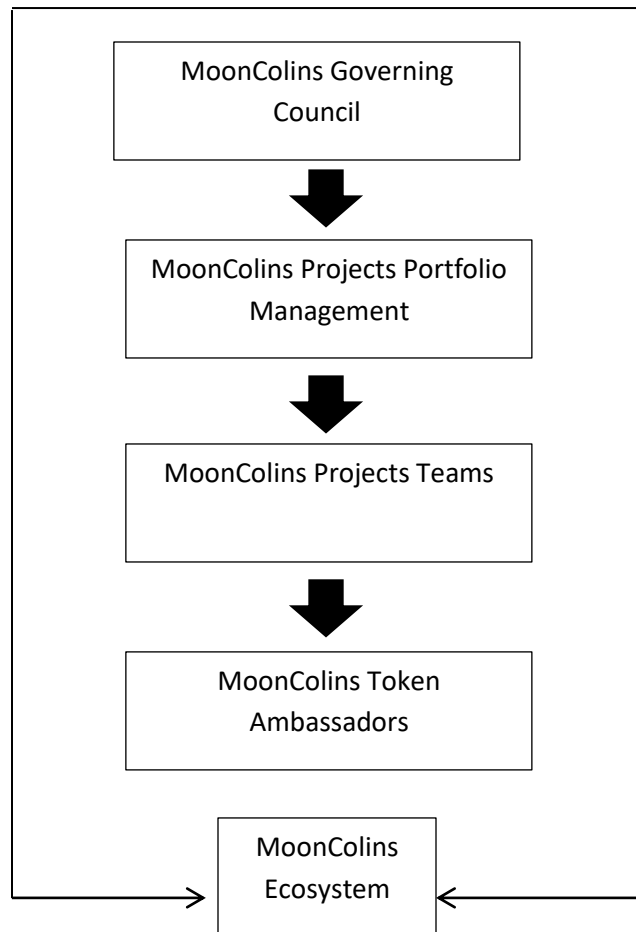 MoonColins Governing
Council
MoonColins Projects Portfolio
Management
MoonColins Projects Teams
MoonColins Token
Ambassadors
MoonColins
Ecosystem